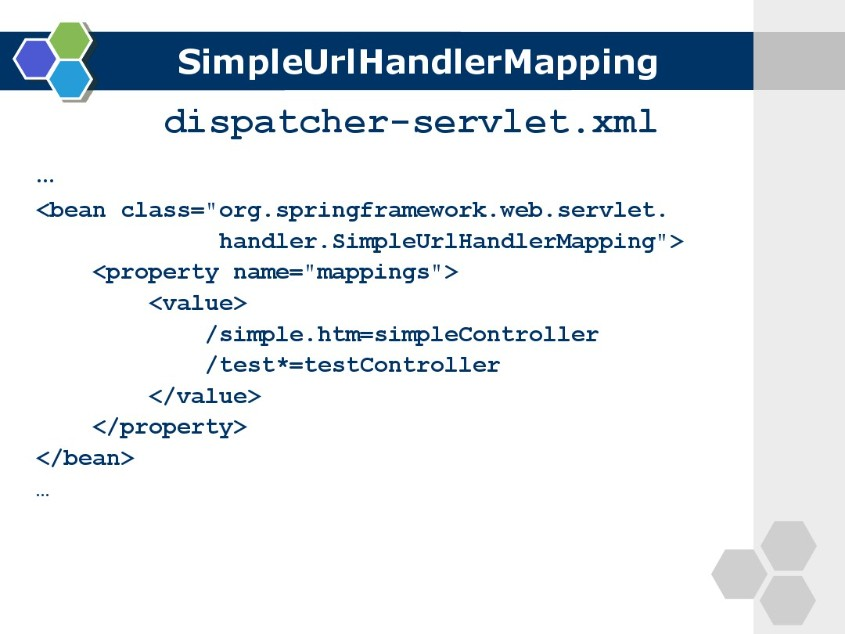 SimpleUrlHandlerMapping
dispatcher-servlet.xml
…
<bean class="org.springframework.web.servlet.
handler.SimpleUrlHandlerMapping">
<property name="mappings">
<value>
/simple.htm=simpleController
/test*=testController
</value>
</property>
</bean>
…